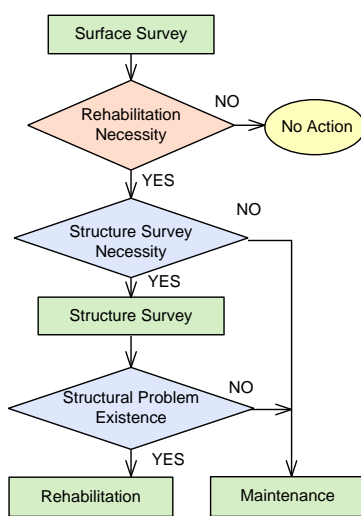 Surface Survey
Rehabilitation
Necessity
NO
No Action
YES
Structure Survey
Necessity
NO
YES
Structure Survey
Structural Problem
Existence
NO
YES
Rehabilitation
Maintenance